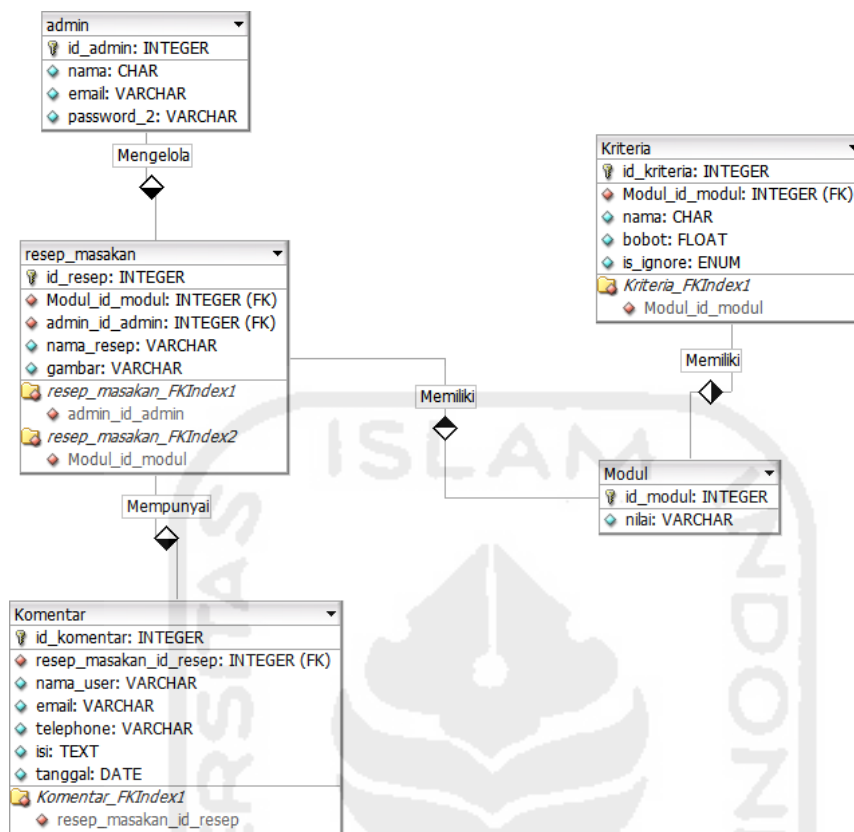 admin
id_admin: INTEGER
nama: CHAR
email: VARCHAR
password_2: VARCHAR
Mengelola
resep_masakan
id_resep: INTEGER
Modul_id_modul: INTEGER (FK)
admin_id_admin: INTEGER (FK)
nama_resep: VARCHAR
gambar: VARCHAR
resep_masakan_FKIndex1
admin_id_admin
resep_masakan_FKIndex2
Modul_id_modul
Mempunyai
Komentar
id_komentar: INTEGER
resep_masakan_id_resep: INTEGER (FK)
nama_user: VARCHAR
email: VARCHAR
telephone: VARCHAR
isi: TEXT
tanggal: DATE
Komentar_FKIndex1
resep_masakan_id_resep
Memiliki
Kriteria
id_kriteria: INTEGER
Modul_id_modul: INTEGER (FK)
nama: CHAR
bobot: FLOAT
is_ignore: ENUM
Kriteria_FKIndex1
Modul_id_modul
Memiliki
Modul
id_modul: INTEGER
nilai: VARCHAR
ISLAM